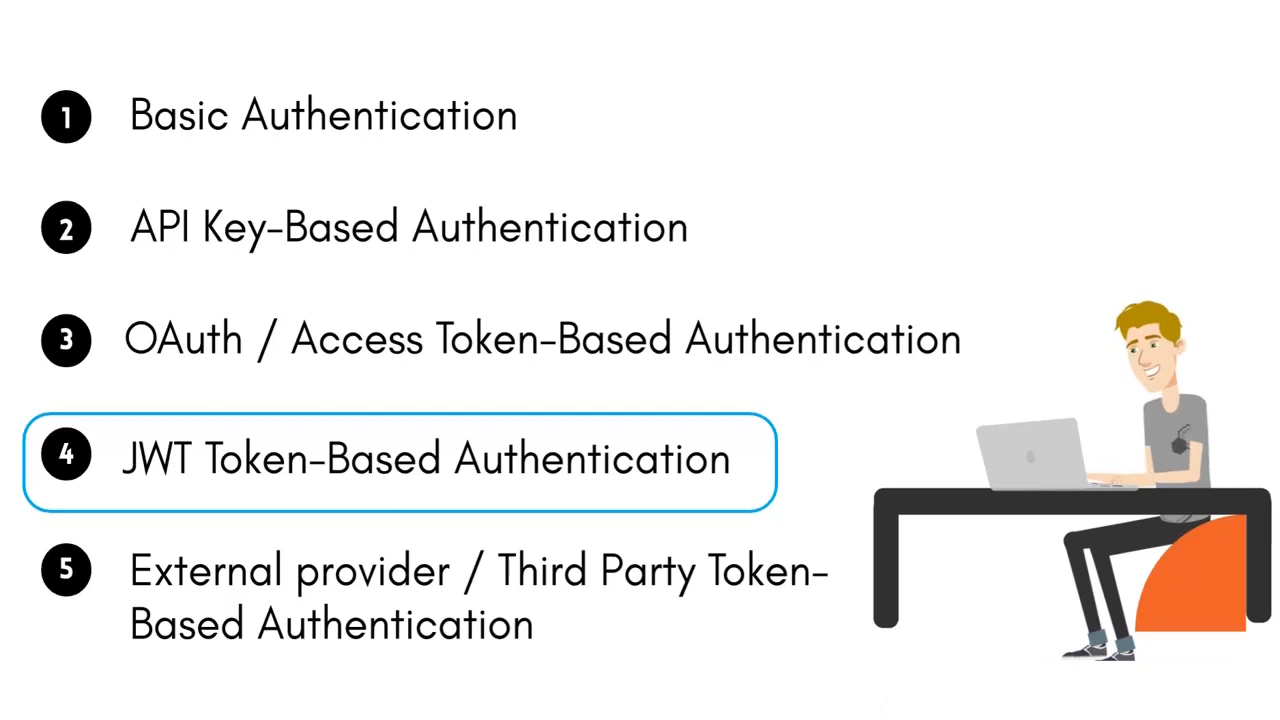 1 Basic Authentication
2 API Key-Based Authentication
3 OAuth / Access Token-Based Authentication
4 JWT Token-Based Authentication
5 External provider / Third Party Token-
Based Authentication